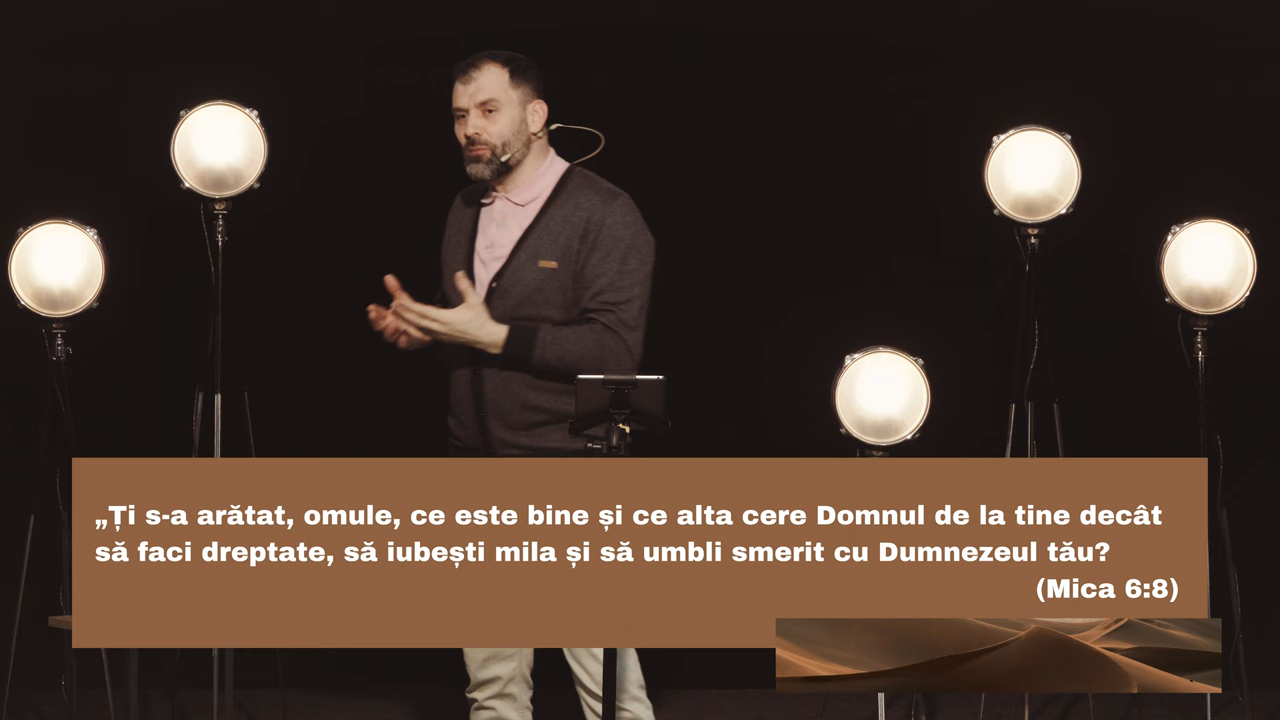 „Ți s-a arătat, omule, ce este bine și ce alta cere Domnul de la tine decât
să faci dreptate, să iubești mila și să umbli smerit cu Dumnezeul tău?
(Mica 6:8)